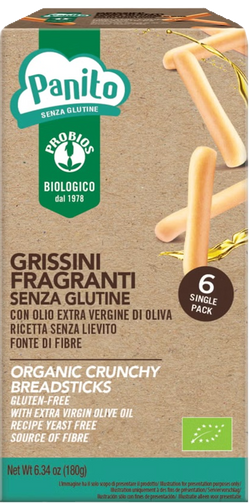 Panito
SENZA GLUTINE
PROBIOS
BIOLOGICO
dal 1978
GRISSINI
FRAGRANTI
SENZA GLUTINE
CON OLIO EXTRA VERGINE DI OLIVA
RICETTA SENZA LIEVITO
FONTE DI FIBRE
6
SINGLE
PACK
ORGANIC CRUNCHY
BREADSTICKS
GLUTEN-FREE
WITH EXTRA VIRGIN OLIVE OIL
RECIPE YEAST FREE
SOURCE OF FIBRE
Net Wt 6.34 oz (180g)